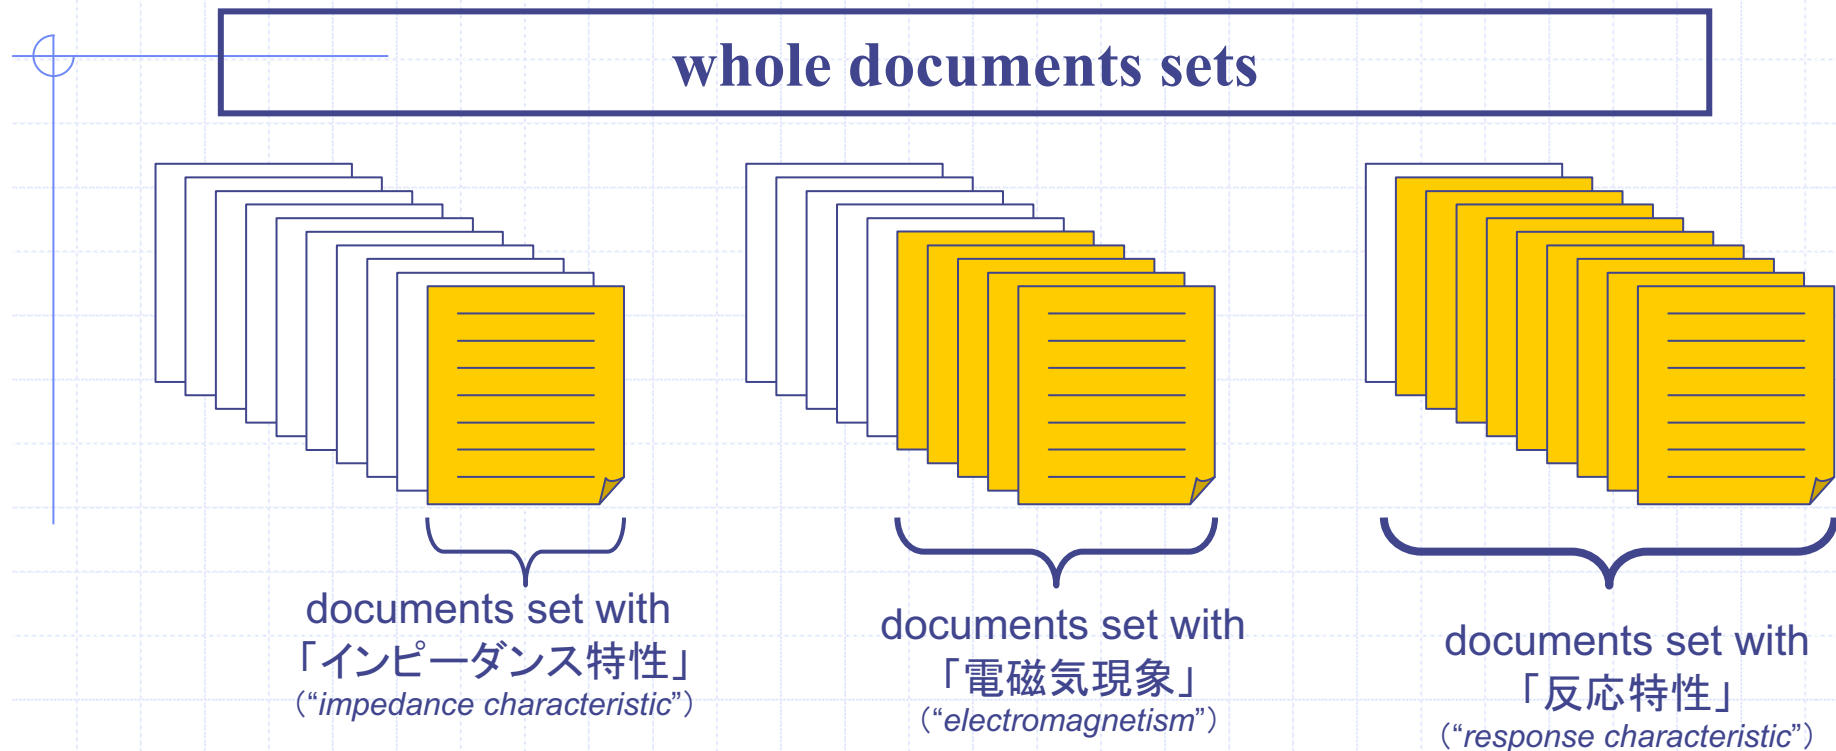 whole documents sets
documents set with
「インピーダンス特性」
(“impedance characteristic”)
documents set with
「電磁気現象」
(“electromagnetism”)
documents set with
「反応特性」
(“response characteristic”)